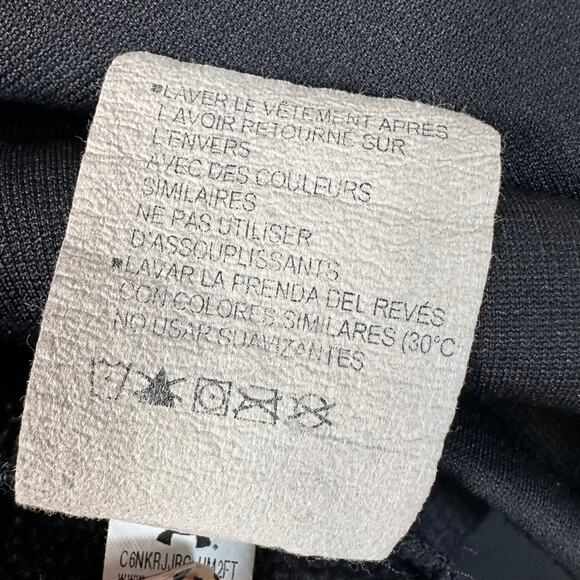 *LAVER LE VÊTEMENT APRÈS
L'AVOIR RETOURNÉ SUR
L'ENVERS
AVEC DES COULEURS
SIMILAIRES
NE PAS UTILISER
D'ASSOUPLISSANTS
*LAVAR LA PRENDA DEL REVÉS
CON COLORES SIMILARES (30°C
NO USAR SUAVIZANTES